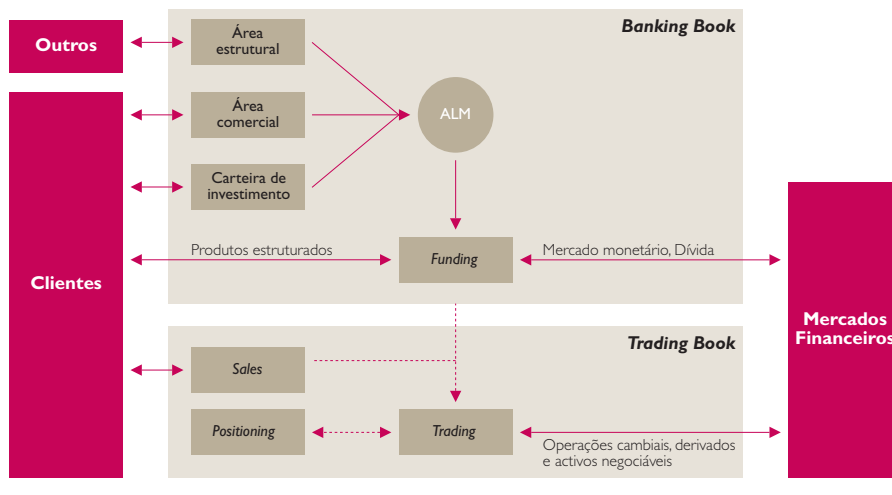 Outros
Área
estrutural
Banking Book
Área
comercial
ALM
Carteira de
investimento
Produtos estruturados
Funding
Mercado monetário, Dívida
Clientes
Mercados
Financeiros
Trading Book
Sales
Positioning
Trading
Operações cambiais, derivados
e activos negociáveis